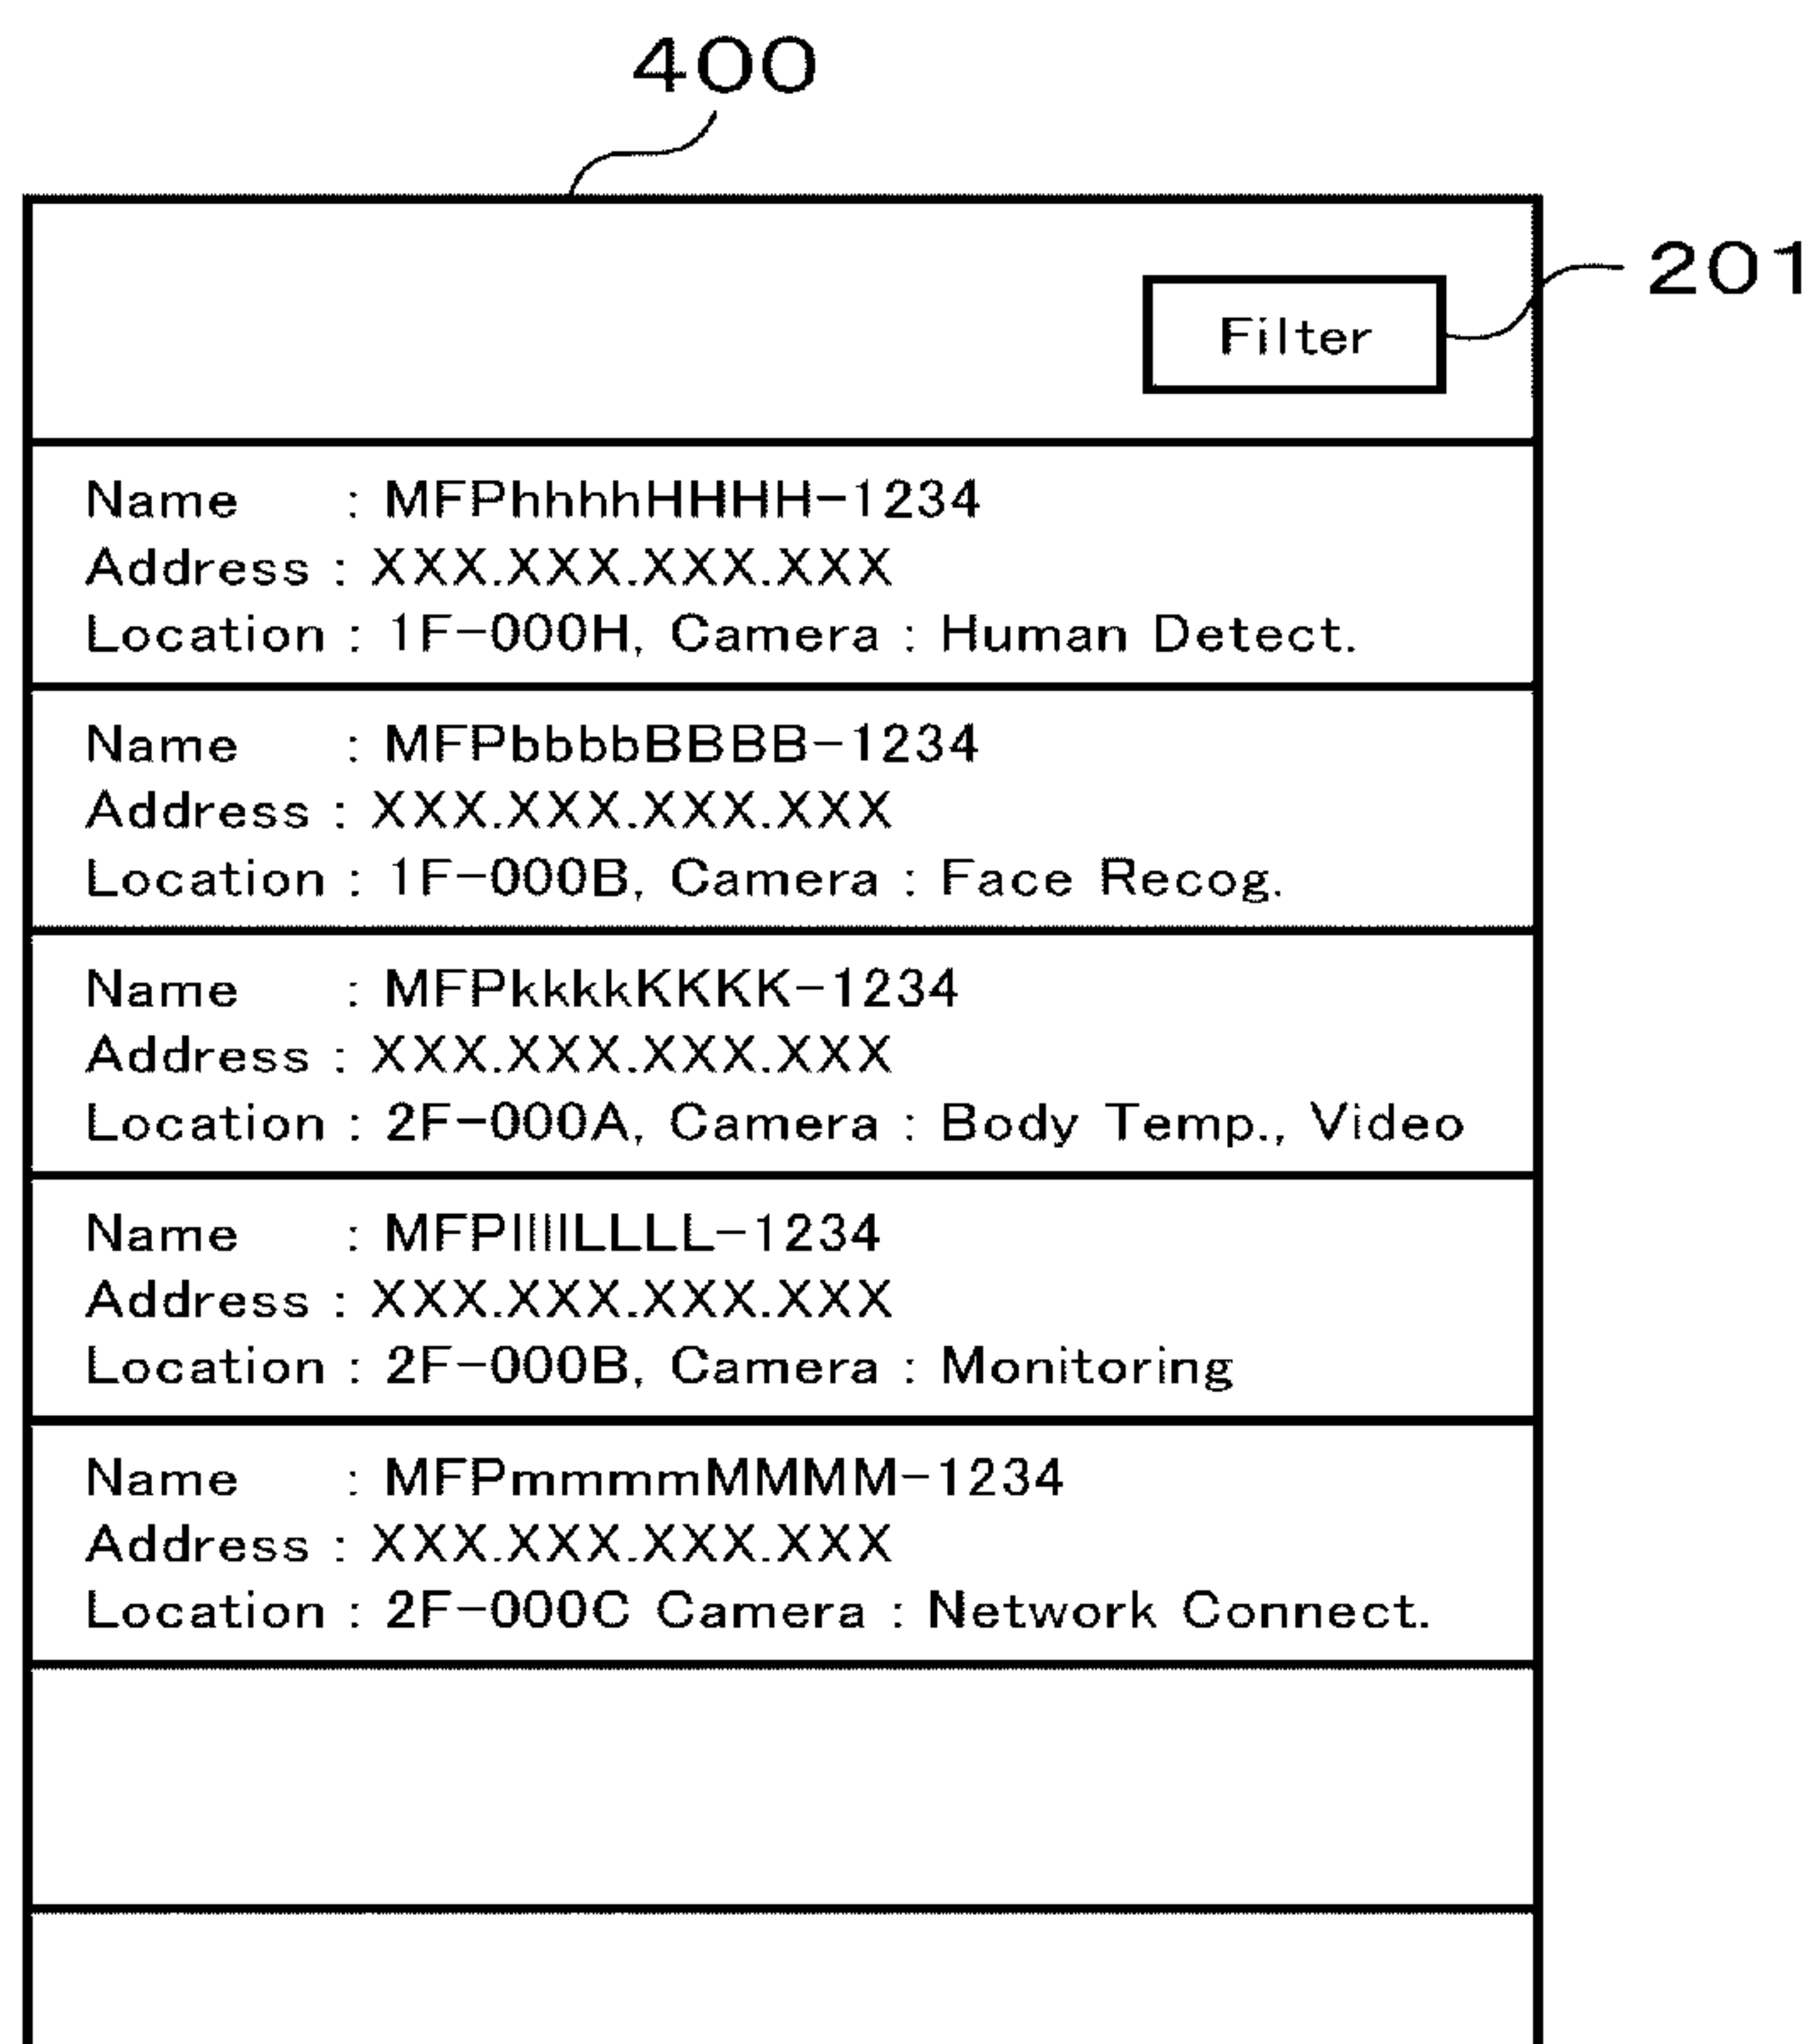 400
201
Filter
Name : MFPhhhhHHHH-1234
Address : XXX.XXX.XXX.XXX
Location : 1F-000H, Camera : Human Detect.
Name : MFPbbbbBBBB-1234
Address : XXX.XXX.XXX.XXX
Location : 1F-000B, Camera : Face Recog.
Name : MFPkkkkKKKK-1234
Address : XXX.XXX.XXX.XXX
Location : 2F-000A, Camera : Body Temp., Video
Name : MFPllllLLLL-1234
Address : XXX.XXX.XXX.XXX
Location : 2F-000B, Camera : Monitoring
Name : MFPmmmmMMMM-1234
Address : XXX.XXX.XXX.XXX
Location : 2F-000C Camera : Network Connect.